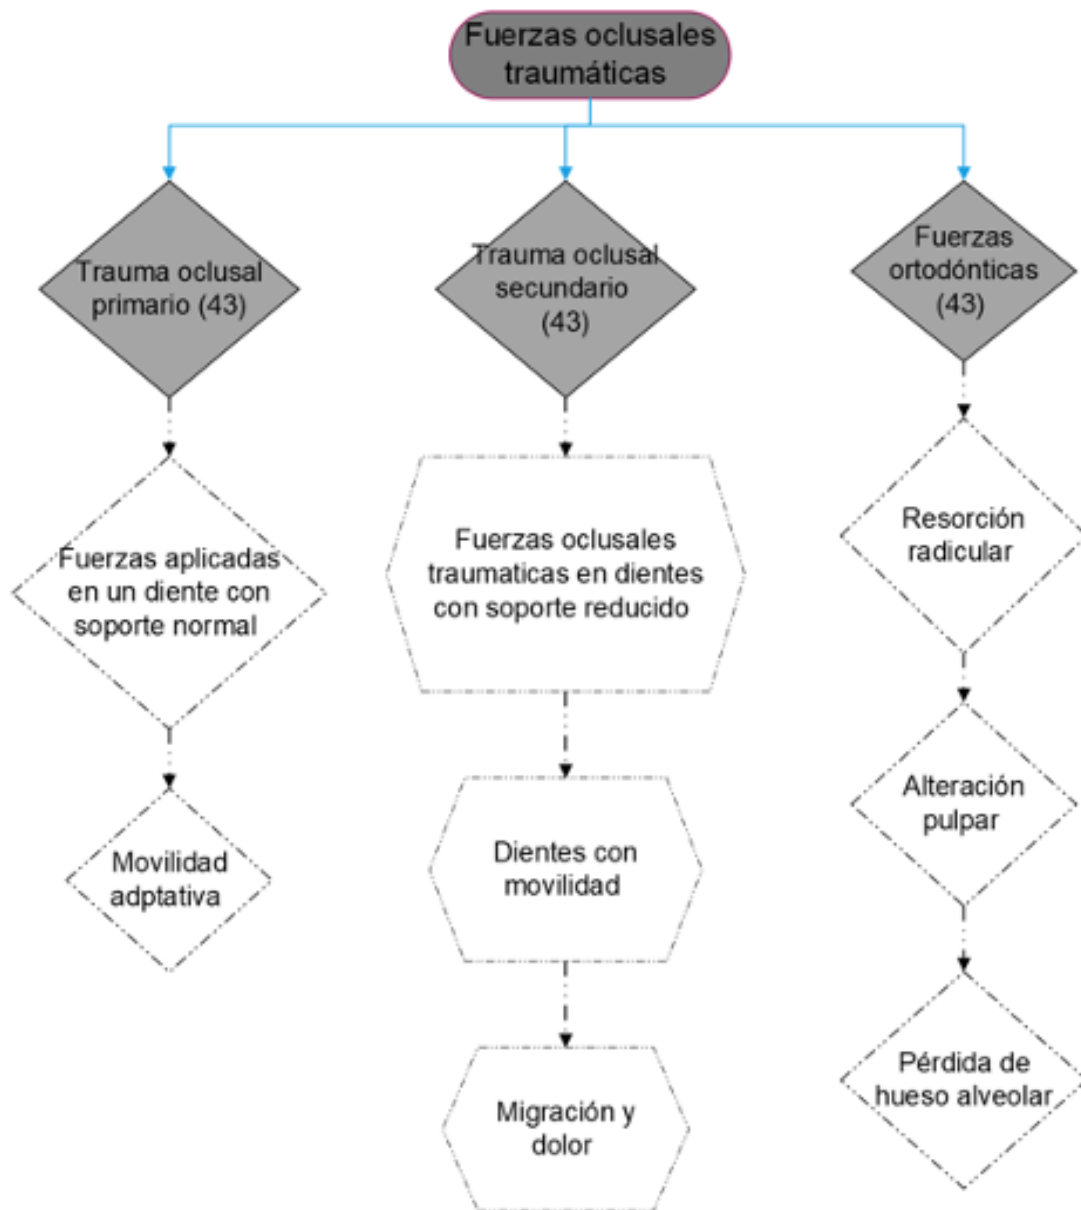 Fuerzas oclusales
traumáticas
Trauma oclusal
primario (43)
Fuerzas aplicadas
en un diente con
soporte normal
Movilidad
adptativa
Trauma oclusal
secundario
(43)
Fuerzas oclusales
traumaticas en dientes
con soporte reducido
Dientes con
movilidad
Migración y
dolor
Fuerzas
ortodónticas
(43)
Resorción
radicular
Alteración
pulpar
Pérdida de
hueso alveolar